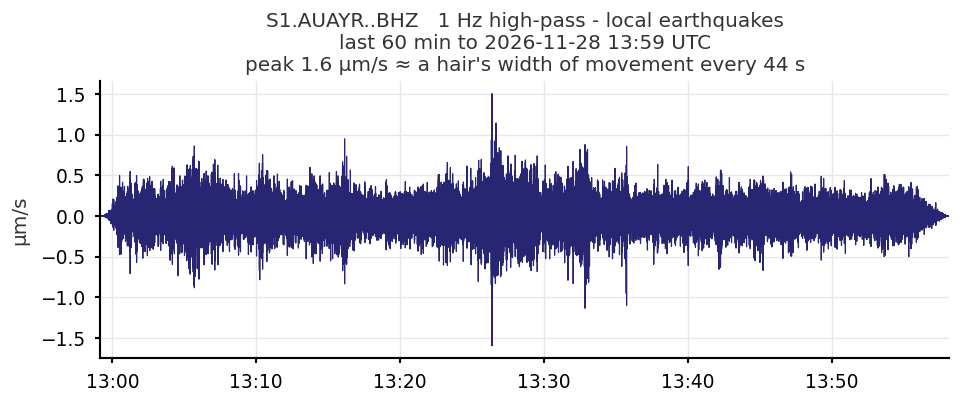 S1.AUAYR..BHZ   1 Hz high-pass - local earthquakes
last 60 min to 2026-11-28 13:59 UTC
peak 1.6 µm/s ≈ a hair's width of movement every 44 s
1.5
1.0
0.5
0.0
−0.5
−1.0
−1.5
µm/s
13:00 13:10 13:20 13:30 13:40 13:50